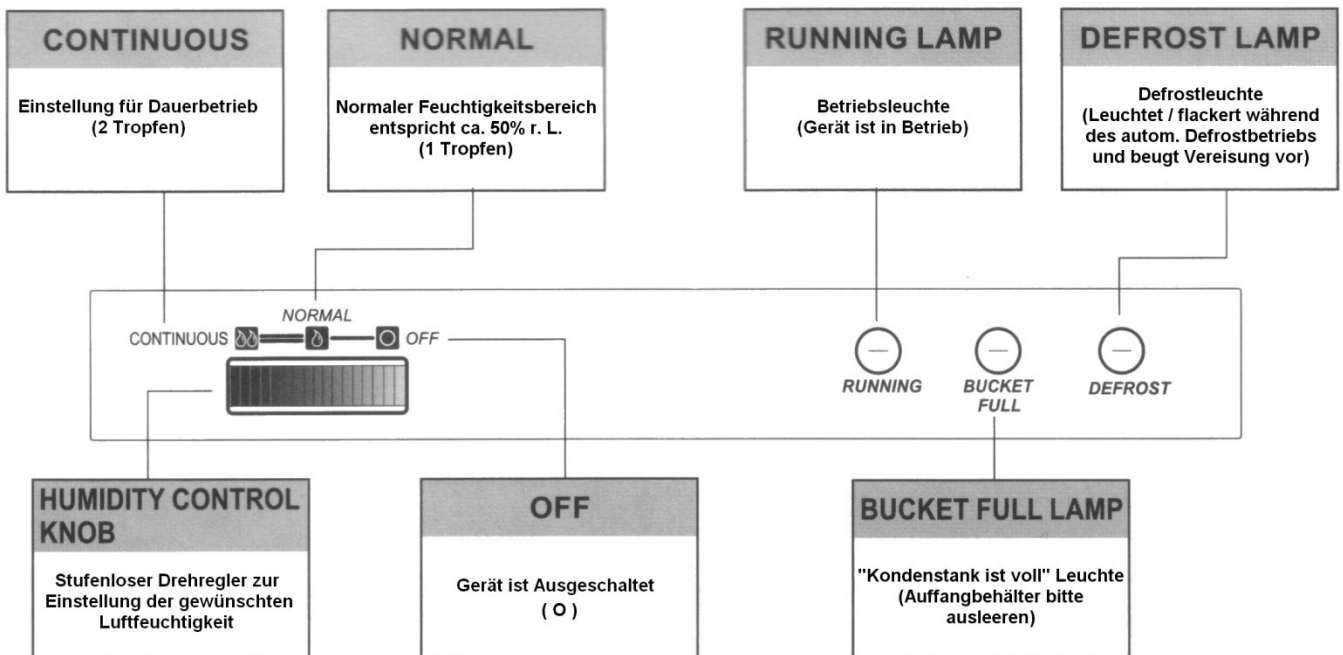 CONTINUOUS
Einstellung für Dauerbetrieb
(2 Tropfen)
NORMAL
Normaler Feuchtigkeitsbereich
entspricht ca. 50% r. L.
(1 Tropfen)
RUNNING LAMP
Betriebsleuchte
(Gerät ist in Betrieb)
DEFROST LAMP
Defrostleuchte
(Leuchtet / flackert während
des autom. Defrostbetriebs
und beugt Vereisung vor)
NORMAL
CONTINUOUS
OFF
RUNNING
BUCKET
FULL
DEFROST
HUMIDITY CONTROL
KNOB
Stufenloser Drehregler zur
Einstellung der gewünschten
Luftfeuchtigkeit
OFF
Gerät ist Ausgeschaltet
( O )
BUCKET FULL LAMP
"Kondenstank ist voll" Leuchte
(Auffangbehälter bitte
ausleeren)